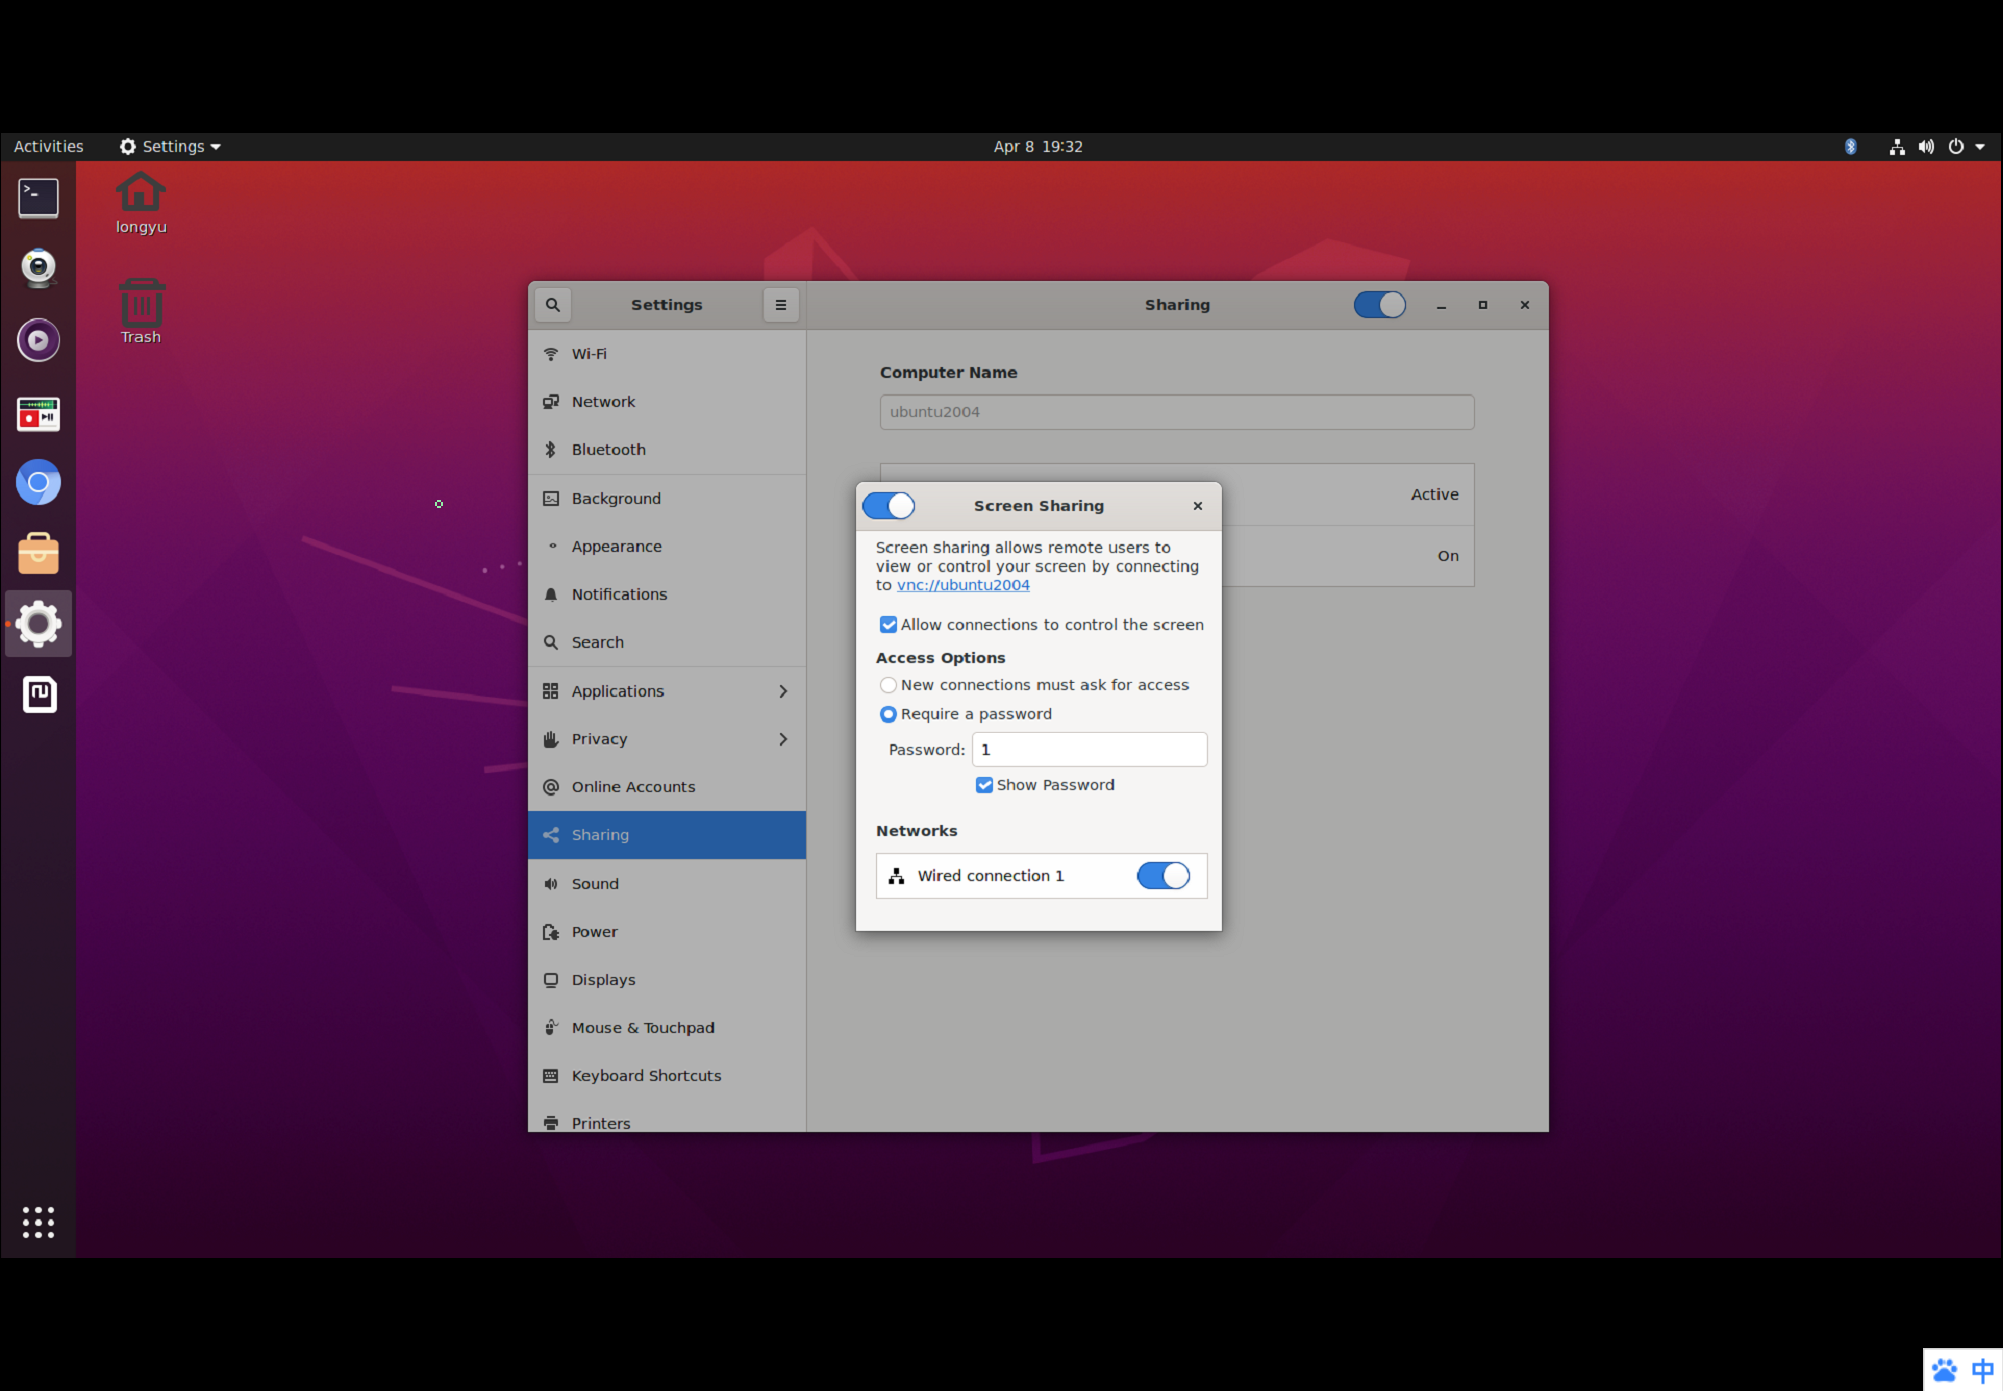 Activities
Settings
Apr 8 19:32
longyu
Trash
Settings
Sharing
Wi-Fi
Network
Bluetooth
Background
Appearance
Notifications
Search
Applications
Privacy
Online Accounts
Sharing
Sound
Power
Displays
Mouse & Touchpad
Keyboard Shortcuts
Printers
Computer Name
ubuntu2004
Active
On
Screen Sharing
Screen sharing allows remote users to
view or control your screen by connecting
to vnc://ubuntu2004
Allow connections to control the screen
Access Options
New connections must ask for access
Require a password
Password: 1
Show Password
Networks
Wired connection 1
中